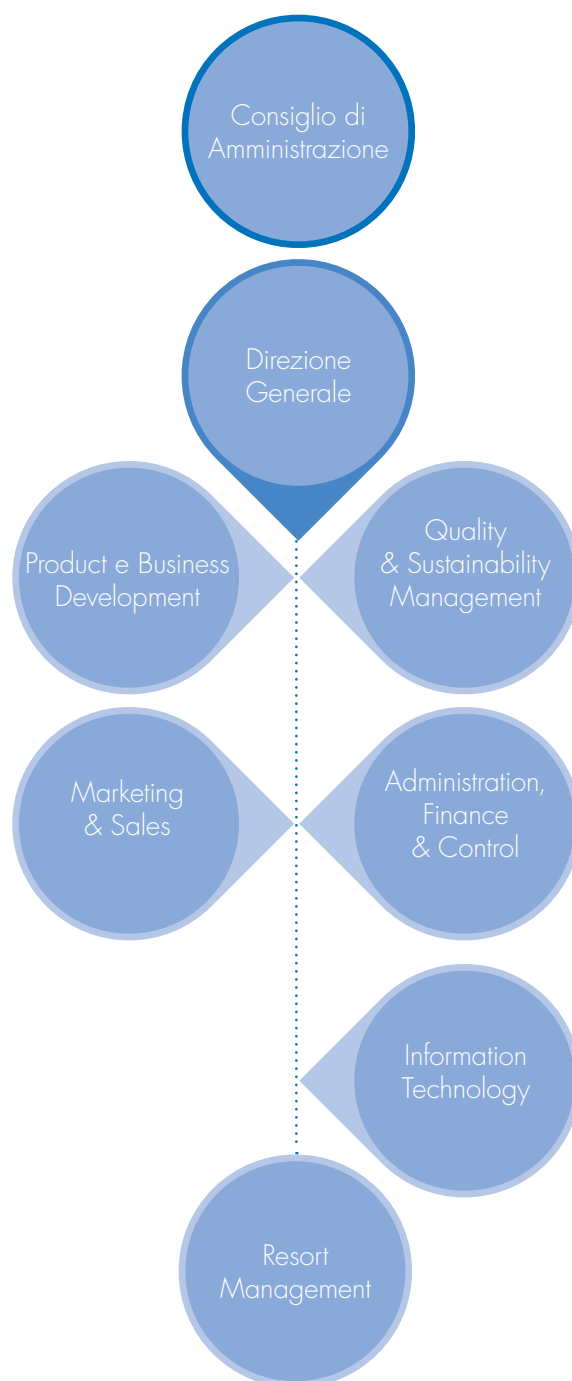 Consiglio di
Amministrazione
Direzione
Generale
Product e Business
Development
Quality
& Sustainability
Management
Marketing
& Sales
Administration,
Finance
& Control
Information
Technology
Resort
Management